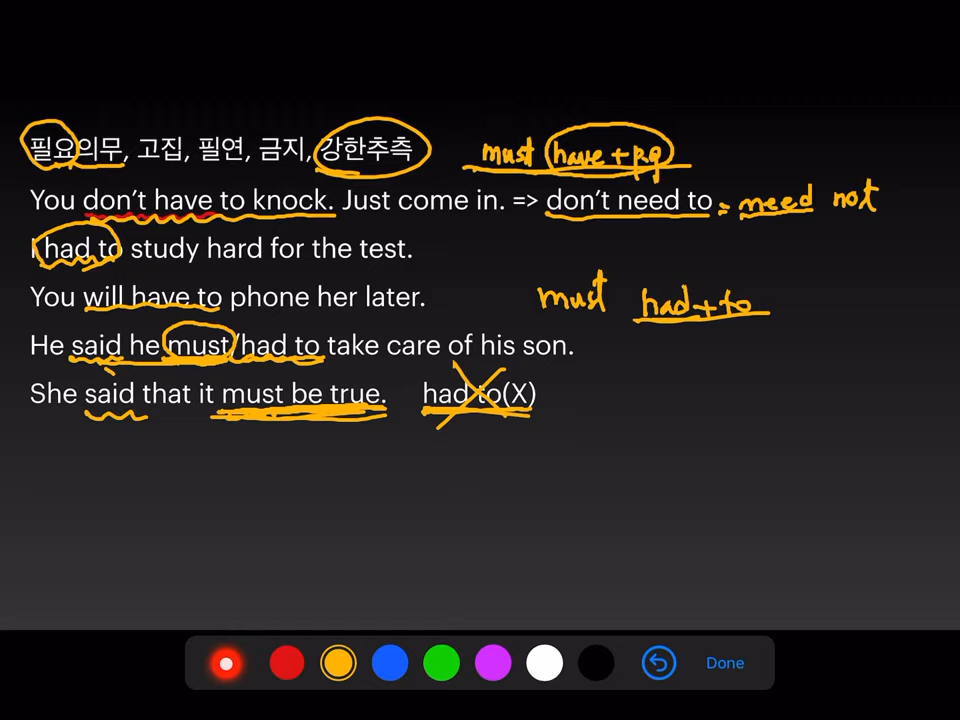 필요의무, 고집, 필연, 금지, 강한추측 must have + p.p
You don't have to knock. Just come in. => don't need to = need not
I had to study hard for the test.
You will have to phone her later. must had + to
He said he must/had to take care of his son.
She said that it must be true. had to(X)
Done